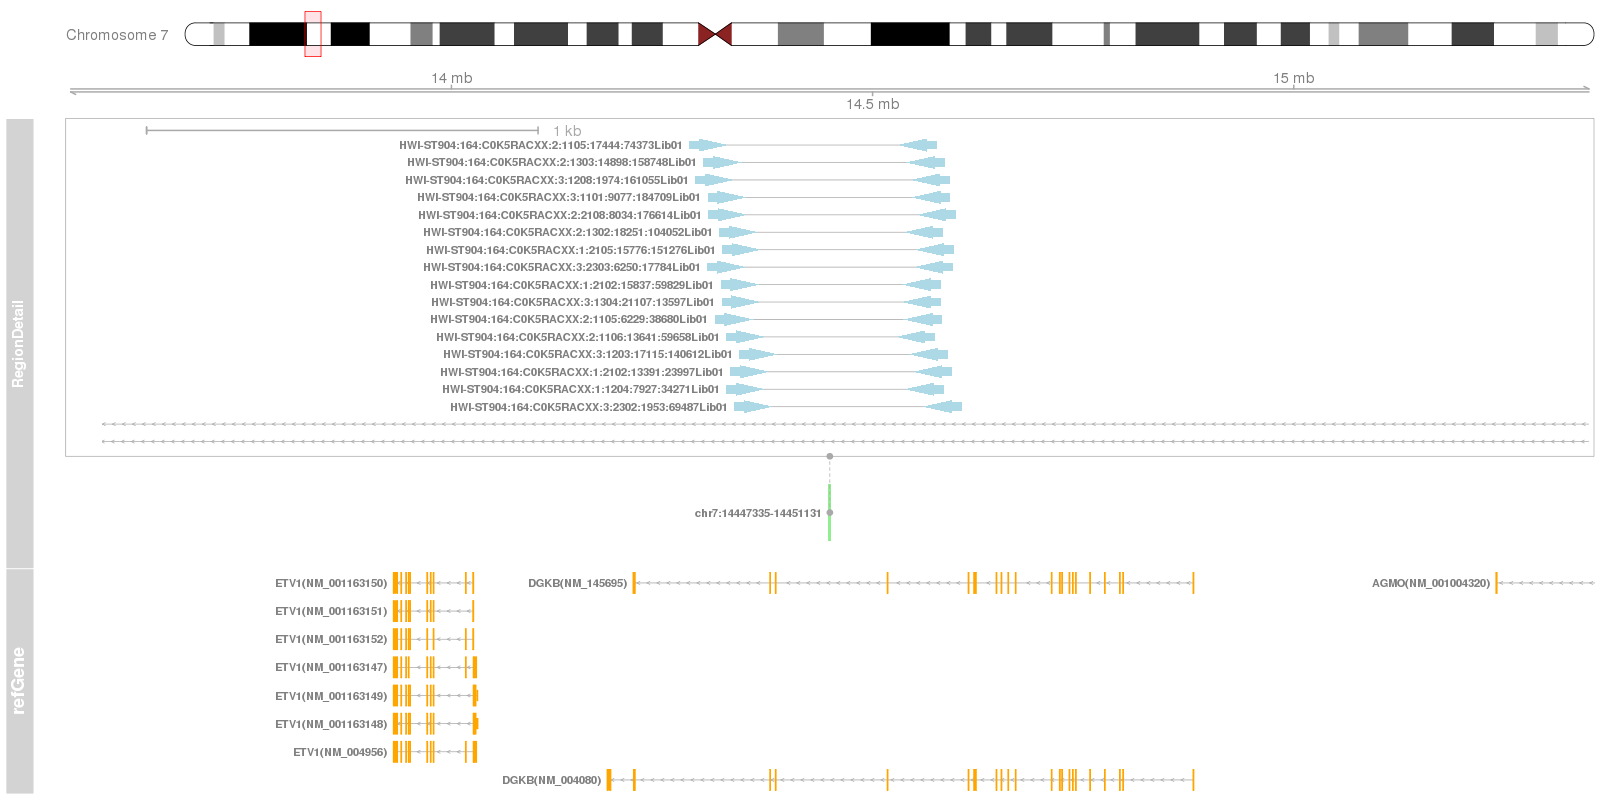 Chromosome 7
14 mb
15 mb
14.5 mb
1 kb
HWI-ST904:164:C0K5RACXX:2:1105:17444:74373Lib01
HWI-ST904:164:C0K5RACXX:2:1303:14898:158748Lib01
HWI-ST904:164:C0K5RACXX:3:1208:1974:161055Lib01
HWI-ST904:164:C0K5RACXX:3:1101:9077:184709Lib01
HWI-ST904:164:C0K5RACXX:2:2108:8034:176614Lib01
HWI-ST904:164:C0K5RACXX:2:1302:18251:104052Lib01
HWI-ST904:164:C0K5RACXX:1:2105:15776:151276Lib01
HWI-ST904:164:C0K5RACXX:3:2303:6250:17784Lib01
HWI-ST904:164:C0K5RACXX:1:2102:15837:59829Lib01
HWI-ST904:164:C0K5RACXX:3:1304:21107:13597Lib01
HWI-ST904:164:C0K5RACXX:2:1105:6229:38680Lib01
HWI-ST904:164:C0K5RACXX:2:1106:13641:59658Lib01
HWI-ST904:164:C0K5RACXX:3:1203:17115:140612Lib01
HWI-ST904:164:C0K5RACXX:1:2102:13391:23997Lib01
HWI-ST904:164:C0K5RACXX:1:1204:7927:34271Lib01
HWI-ST904:164:C0K5RACXX:3:2302:1953:69487Lib01
RegionDetail
chr7:14447335-14451131
ETV1(NM_001163150)
DGKB(NM_145695)
AGMO(NM_001004320)
ETV1(NM_001163151)
ETV1(NM_001163152)
ETV1(NM_001163147)
ETV1(NM_001163149)
ETV1(NM_001163148)
ETV1(NM_004956)
DGKB(NM_004080)
refGene